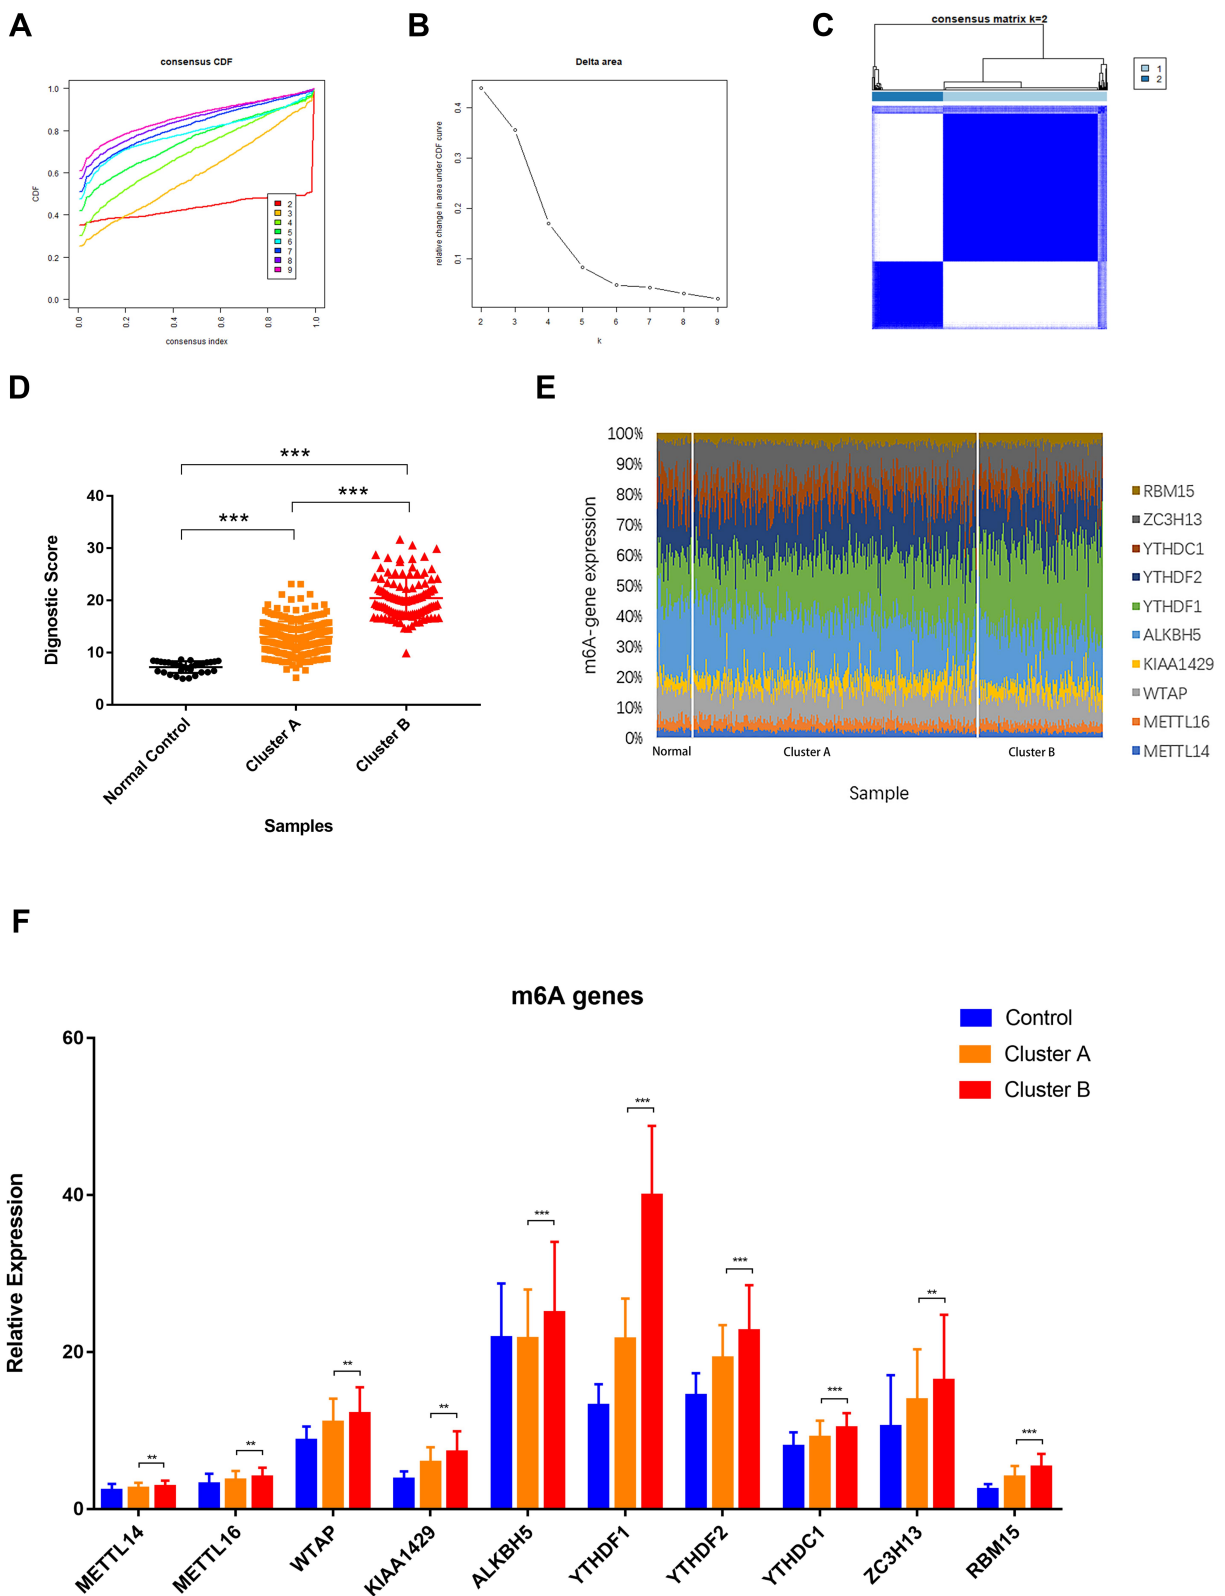 A
B
C
consensus CDF
CDF
1.0
0.8
0.6
0.4
0.2
0.0
2
3
4
5
6
7
8
9
0.0
0.2
0.4
0.6
0.8
1.0
consensus index
Delta area
relative change in area under CDF curve
0.4
0.3
0.2
0.1
2
3
4
5
6
7
8
9
k
consensus matrix k=2
1
2
D
Dignostic Score
40
30
20
10
0
***
***
***
Normal Control
Cluster A
Cluster B
Samples
E
m6A-gene expression
100%
90%
80%
70%
60%
50%
40%
30%
20%
10%
0%
Normal
Cluster A
Cluster B
Sample
RBM15
ZC3H13
YTHDC1
YTHDF2
YTHDF1
ALKBH5
KIAA1429
WTAP
METTL16
METTL14
F
m6A genes
Control
Cluster A
Cluster B
Relative Expression
60
40
20
0
**
**
**
**
***
***
***
***
**
***
METTL14
METTL16
WTAP
KIAA1429
ALKBH5
YTHDF1
YTHDF2
YTHDC1
ZC3H13
RBM15